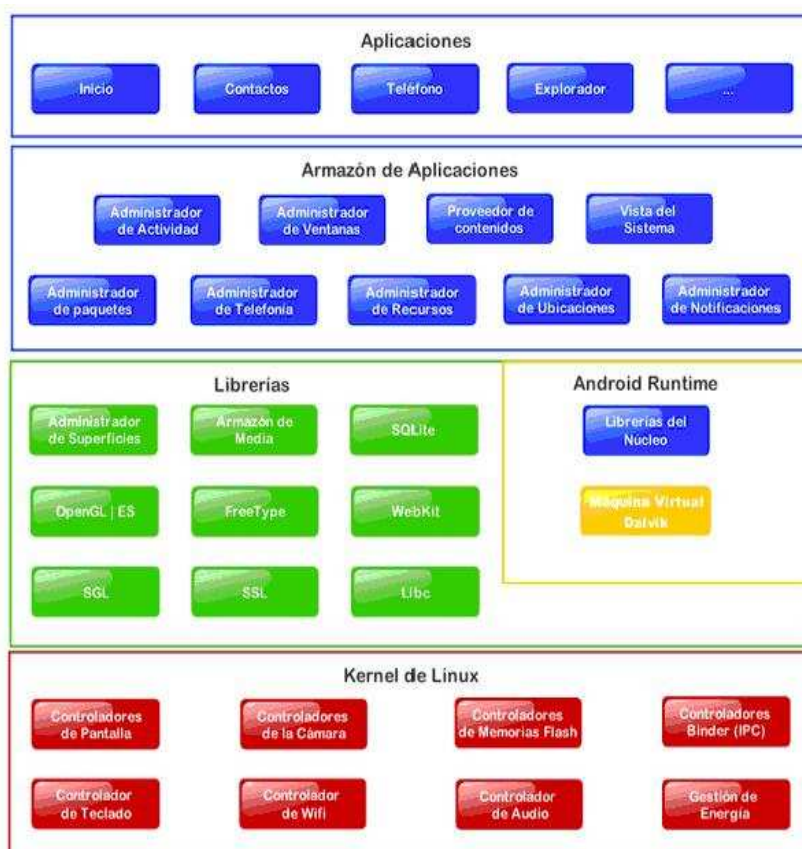 Aplicaciones
Inicio
Contactos
Teléfono
Explorador
...
Armazón de Aplicaciones
Administrador
de Actividad
Administrador
de Ventanas
Proveedor de
contenidos
Vista del
Sistema
Administrador
de paquetes
Administrador
de Telefonía
Administrador
de Recursos
Administrador
de Ubicaciones
Administrador
de Notificaciones
Librerías
Administrador
de Superficies
Armazón de
Media
SQLite
OpenGL | ES
FreeType
WebKit
SGL
SSL
Libc
Android Runtime
Librerías del
Núcleo
Máquina Virtual
Dalvik
Kernel de Linux
Controladores
de Pantalla
Controladores
de la Cámara
Controladores
de Memorias Flash
Controladores
Binder (IPC)
Controlador
de Teclado
Controlador
de Wifi
Controlador
de Audio
Gestión de
Energía